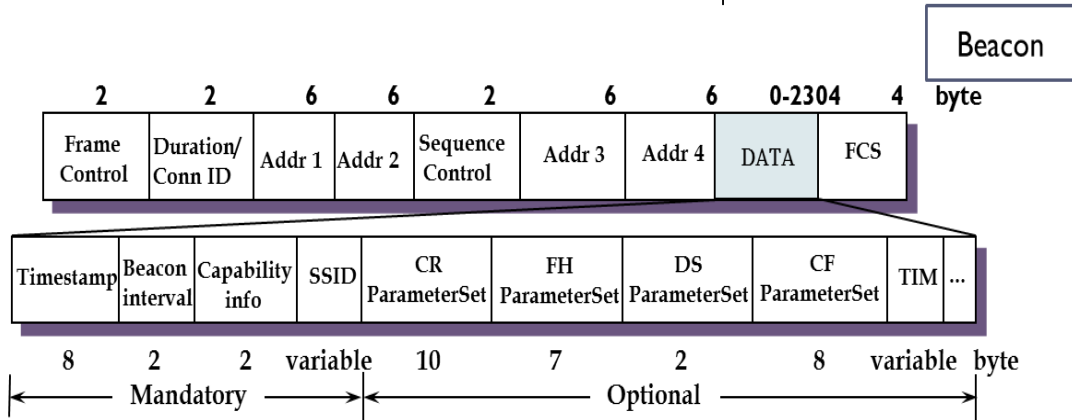 Beacon
2 2 6 6 2 6 6 0-2304 4 byte
Frame Control Duration/ Conn ID Addr 1 Addr 2 Sequence Control Addr 3 Addr 4 DATA FCS
Timestamp Beacon interval Capability info SSID CR ParameterSet FH ParameterSet DS ParameterSet CF ParameterSet TIM ...
8 2 2 variable 10 7 2 8 variable byte
Mandatory Optional